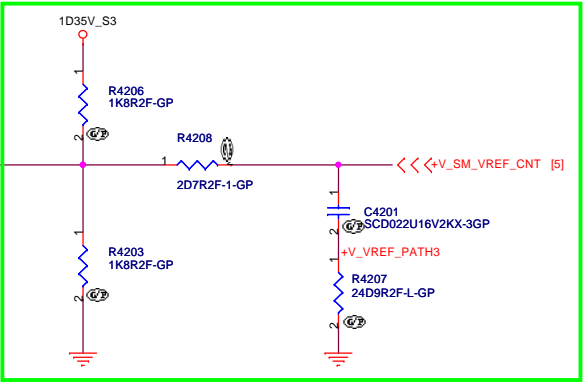 1D35V_S3
1
R4206
1K8R2F-GP
2
G/P
R4208
1
2D7R2F-1-GP
+V_SM_VREF_CNT [5]
1
C4201
SCD022U16V2KX-3GP
2
G/P
1
R4203
1K8R2F-GP
2
G/P
+V_VREF_PATH3
1
R4207
24D9R2F-L-GP
2
G/P